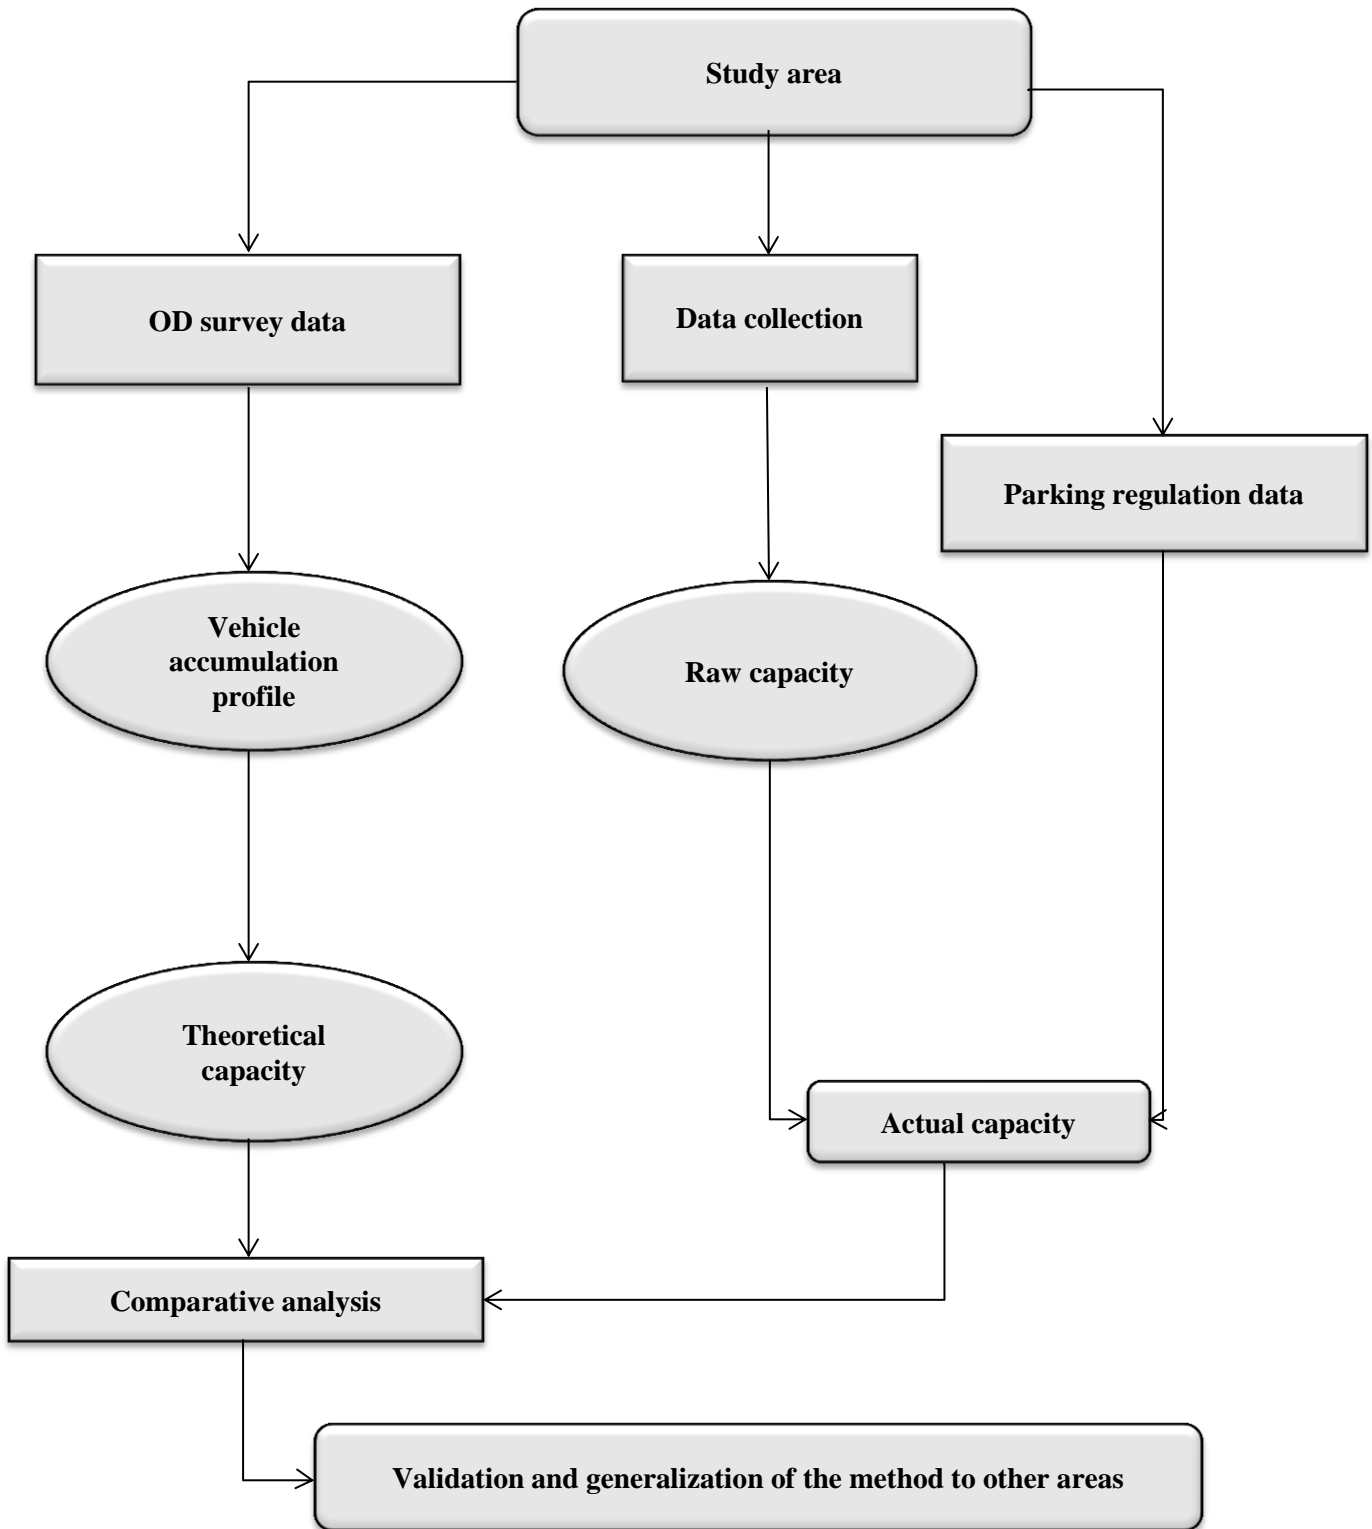 Study area
OD survey data
Data collection
Parking regulation data
Vehicle
accumulation
profile
Raw capacity
Theoretical
capacity
Actual capacity
Comparative analysis
Validation and generalization of the method to other areas